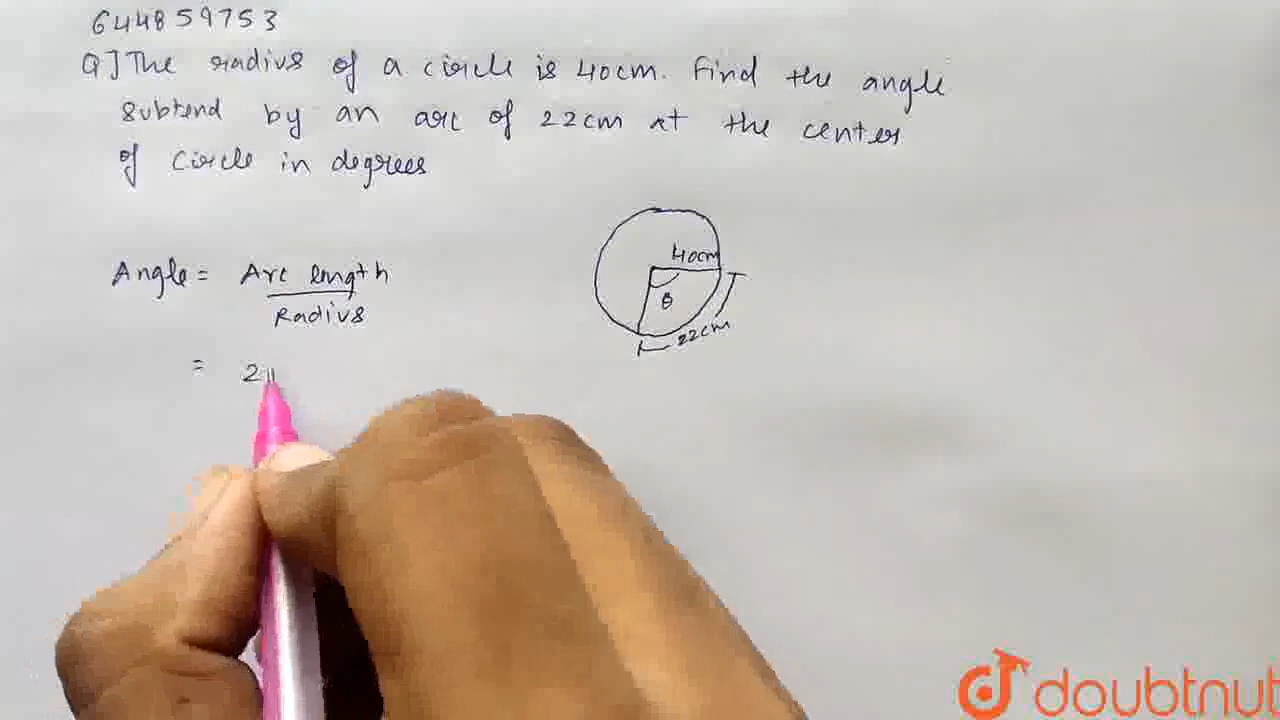 644859753
Q] The radius of a circle is 40cm. Find the angle
subtend by an arc of 22cm at the center
of circle in degrees
40cm
θ
22cm
Angle = Arc length
Radius
= 2
doubtnut